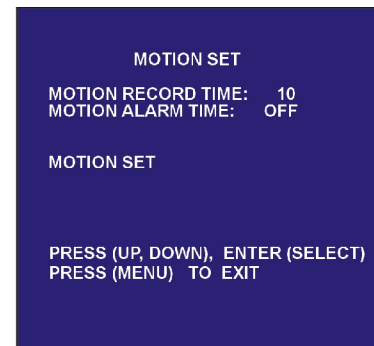 MOTION SET
MOTION RECORD TIME: 10
MOTION ALARM TIME: OFF
MOTION SET
PRESS (UP, DOWN), ENTER (SELECT)
PRESS (MENU) TO EXIT